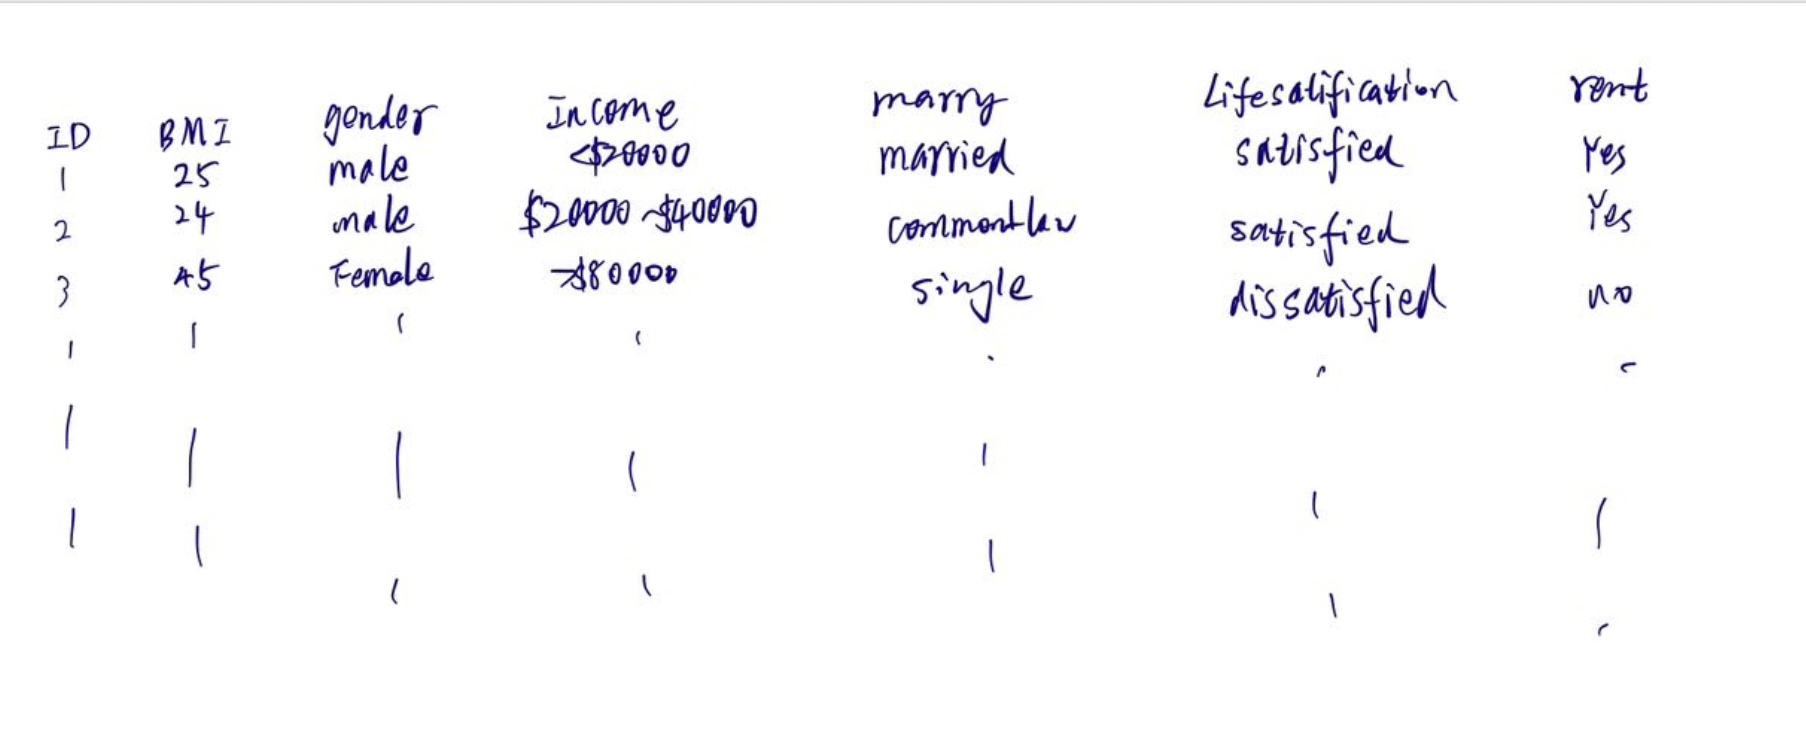 ID BMI gender Income marry Lifesatification rent
1 25 male <$20000 married satisfied Yes
2 24 male $20000 ~$40000 commontlaw satisfied Yes
3 45 Female >$80000 single dissatisfied no